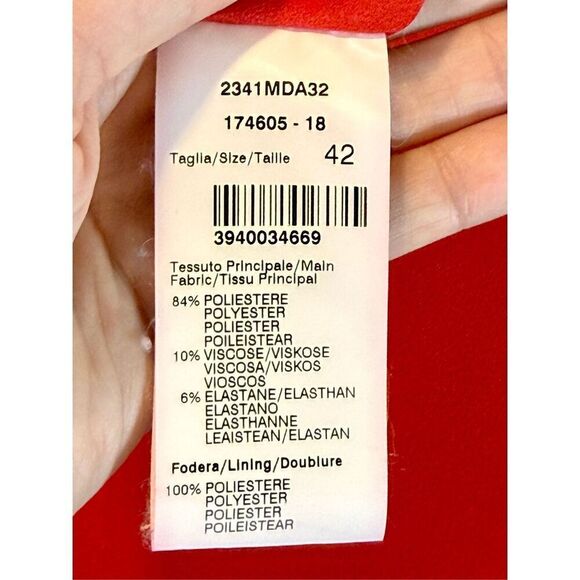 2341MDA32
174605 - 18
Taglia/Size/Taille 42
3940034669
Tessuto Principale/Main
Fabric/Tissu Principal
84% POLIESTERE
POLYESTER
POLIESTER
POILEISTEAR
10% VISCOSE/VISKOSE
VISCOSA/VISKOS
VIOSCOS
6% ELASTANE/ELASTHAN
ELASTANO
ELASTHANNE
LEAISTEAN/ELASTAN
Fodera/Lining/Doublure
100% POLIESTERE
POLYESTER
POLIESTER
POILEISTEAR